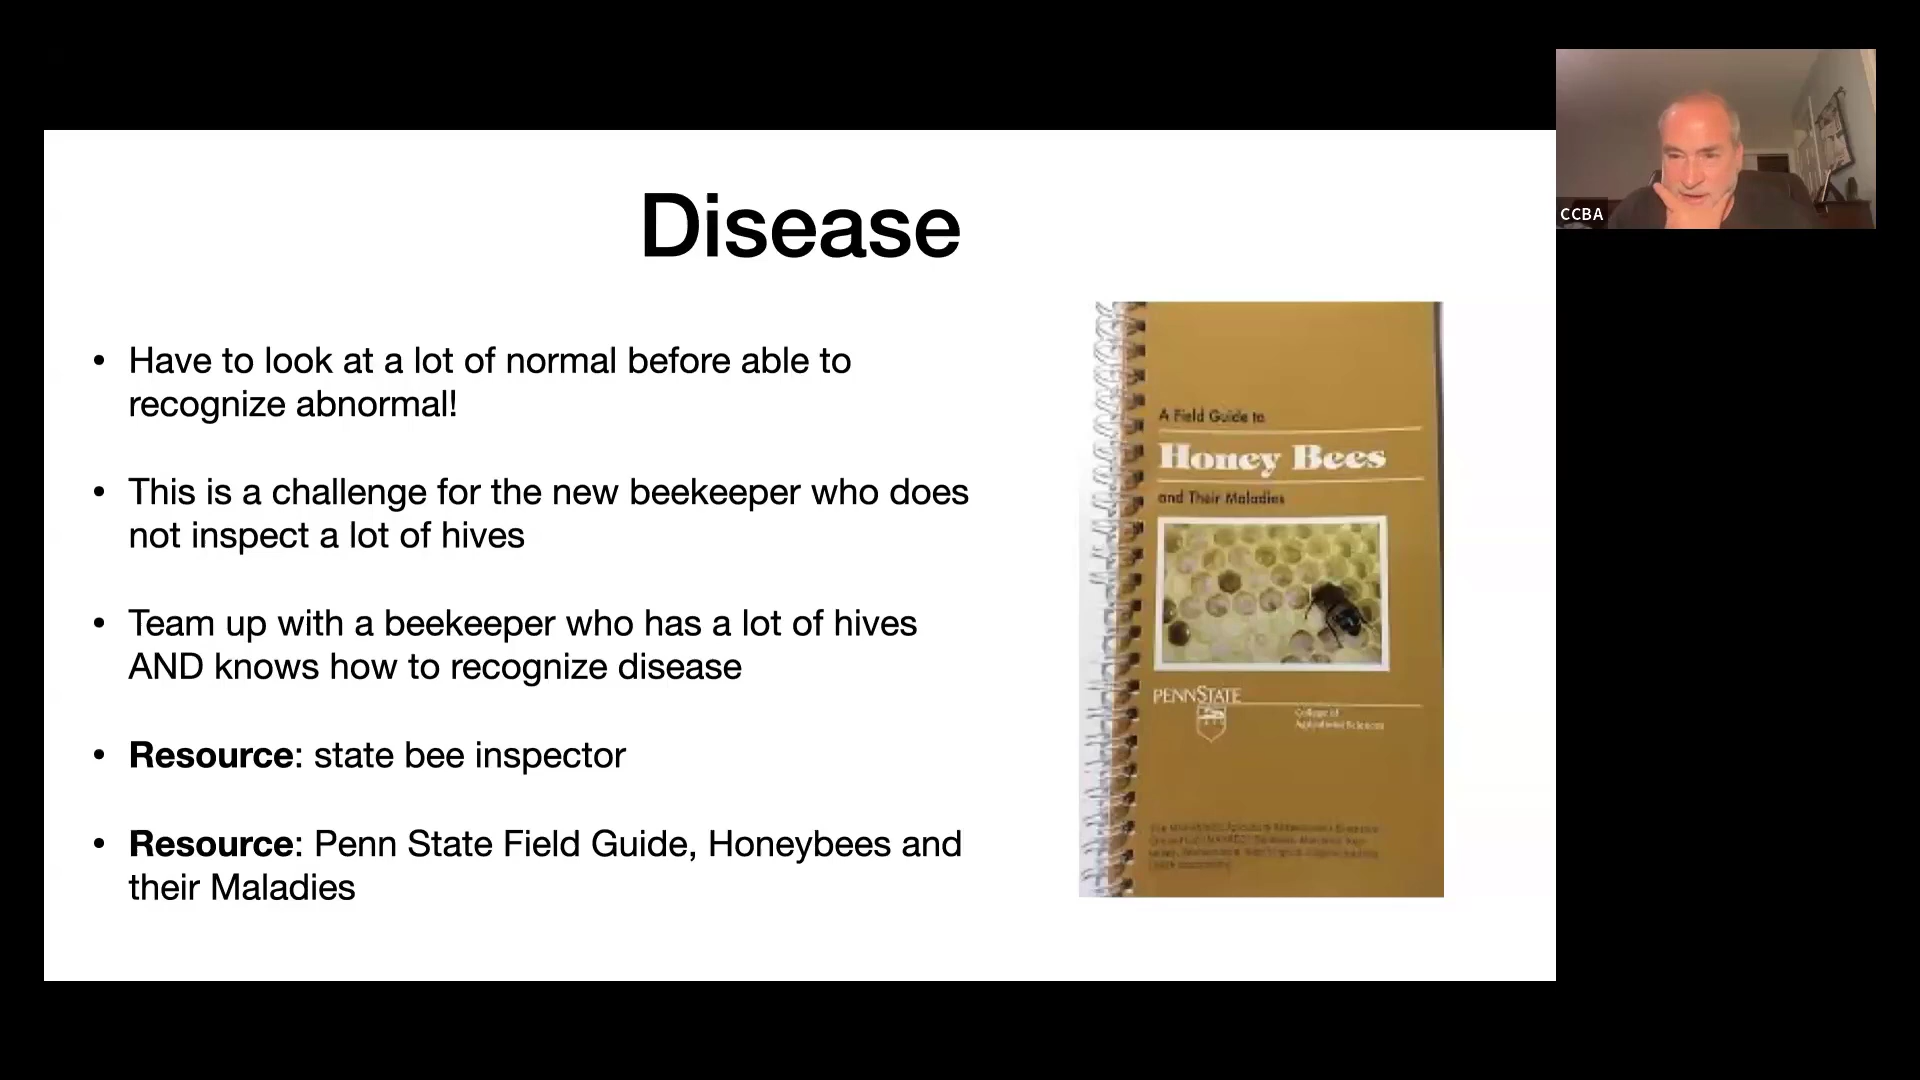 Disease
• Have to look at a lot of normal before able to
recognize abnormal!
• This is a challenge for the new beekeeper who does
not inspect a lot of hives
• Team up with a beekeeper who has a lot of hives
AND knows how to recognize disease
• Resource: state bee inspector
• Resource: Penn State Field Guide, Honeybees and
their Maladies
A Field Guide to
Honey Bees
and Their Maladies
PENNSTATE
College of
Agricultural Sciences
CCBA